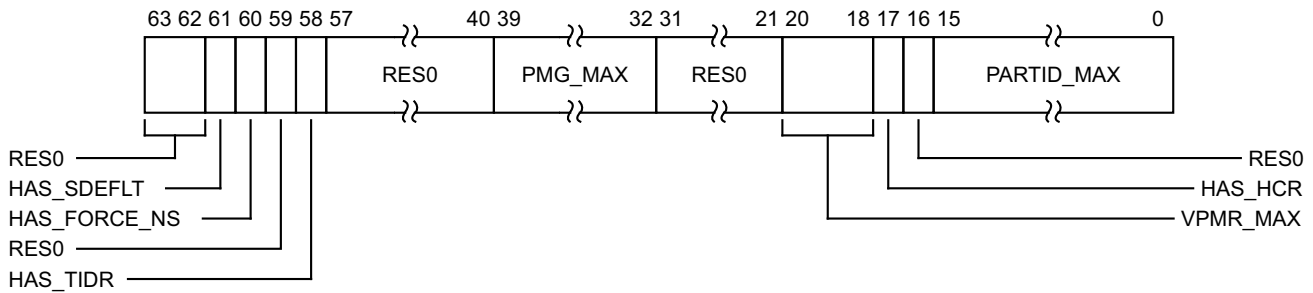 63 62 61 60 59 58 57 40 39 32 31 21 20 18 17 16 15 0
RES0 PMG_MAX RES0 PARTID_MAX
RES0 RES0
HAS_SDEFLT HAS_HCR
HAS_FORCE_NS VPMR_MAX
RES0
HAS_TIDR